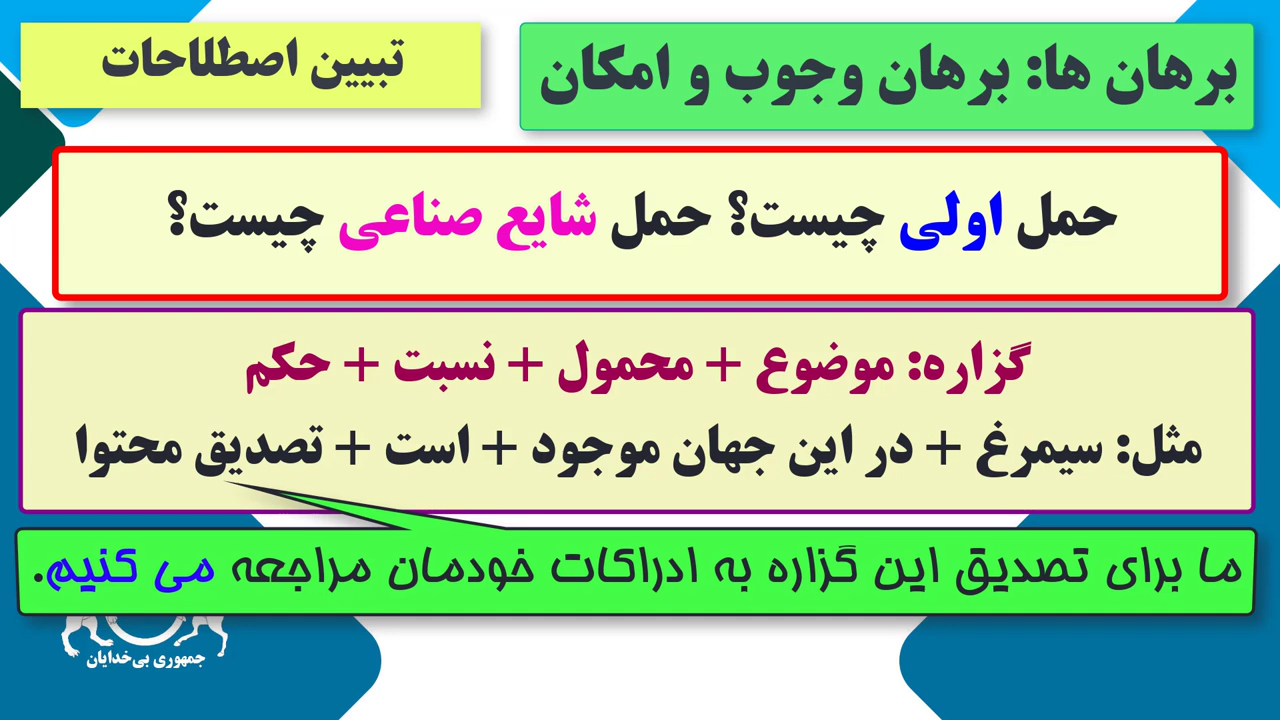 برهان ها: برهان وجوب و امکان
تبیین اصطلاحات
حمل اولی چیست؟ حمل شایع صناعی چیست؟
گزاره: موضوع + محمول + نسبت + حکم
مثل: سیمرغ + در این جهان موجود + است + تصدیق محتوا
ما برای تصدیق این گزاره به ادراکات خودمان مراجعه می کنیم.
جمهوری بی‌خدایان